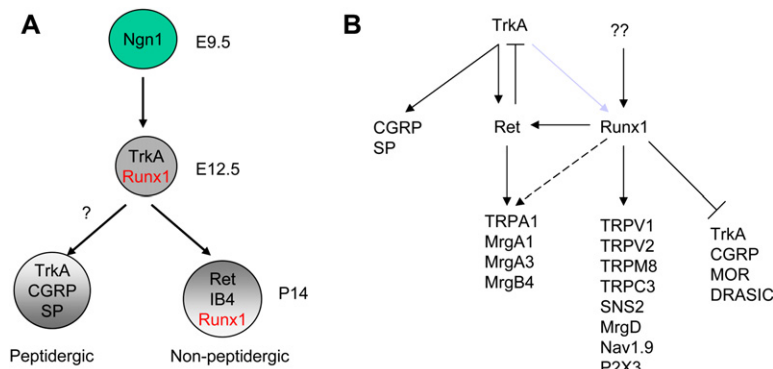 A
Ngn1
E9.5
TrkA
Runx1
E12.5
?
TrkA
CGRP
SP
Ret
IB4
Runx1
P14
Peptidergic
Non-peptidergic
B
TrkA
??
CGRP
SP
Ret
Runx1
TRPA1
MrgA1
MrgA3
MrgB4
TRPV1
TRPV2
TRPM8
TRPC3
SNS2
MrgD
Nav1.9
P2X3
TrkA
CGRP
MOR
DRASIC